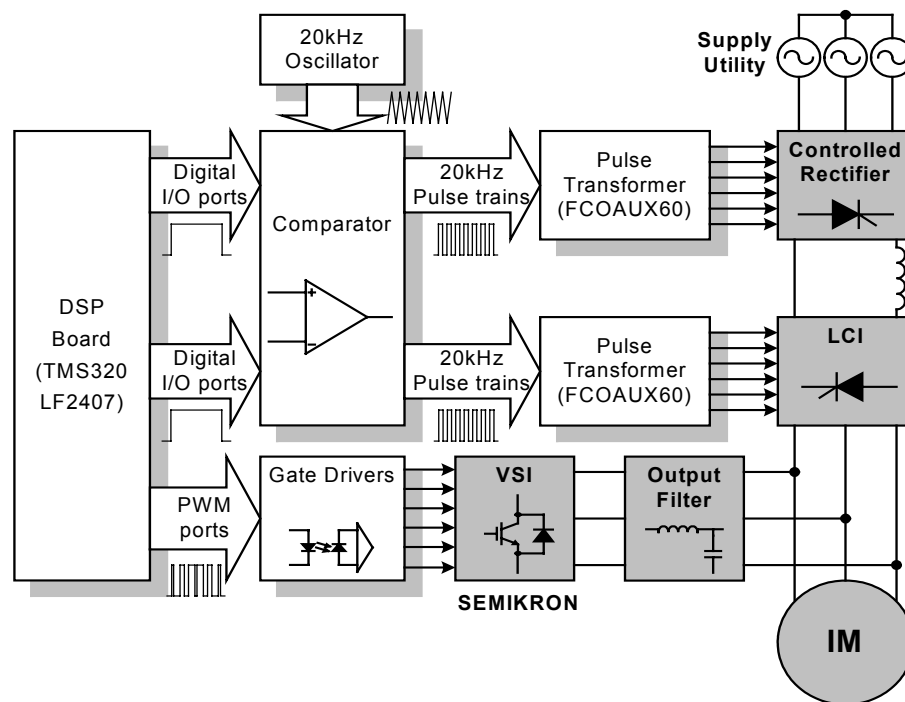 20kHz
Oscillator
Supply
Utility
DSP
Board
(TMS320
LF2407)
Digital
I/O ports
Comparator
+
−
20kHz
Pulse trains
Pulse
Transformer
(FCOAUX60)
Controlled
Rectifier
Digital
I/O ports
20kHz
Pulse trains
Pulse
Transformer
(FCOAUX60)
LCI
PWM
ports
Gate Drivers
VSI
SEMIKRON
Output
Filter
IM